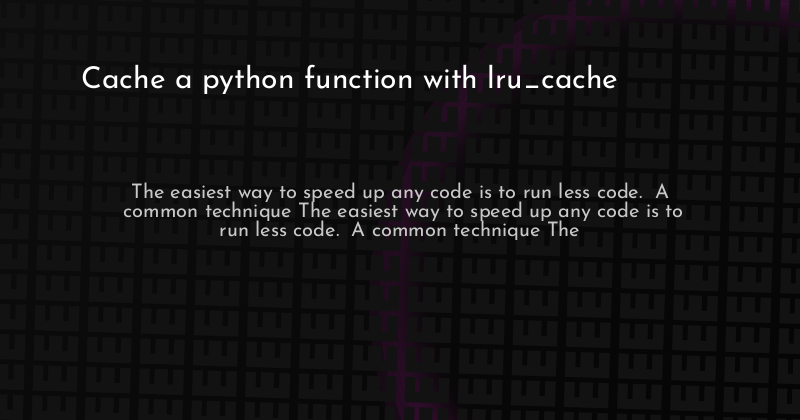 Cache a python function with lru_cache
The easiest way to speed up any code is to run less code.  A
common technique The easiest way to speed up any code is to
run less code.  A common technique The